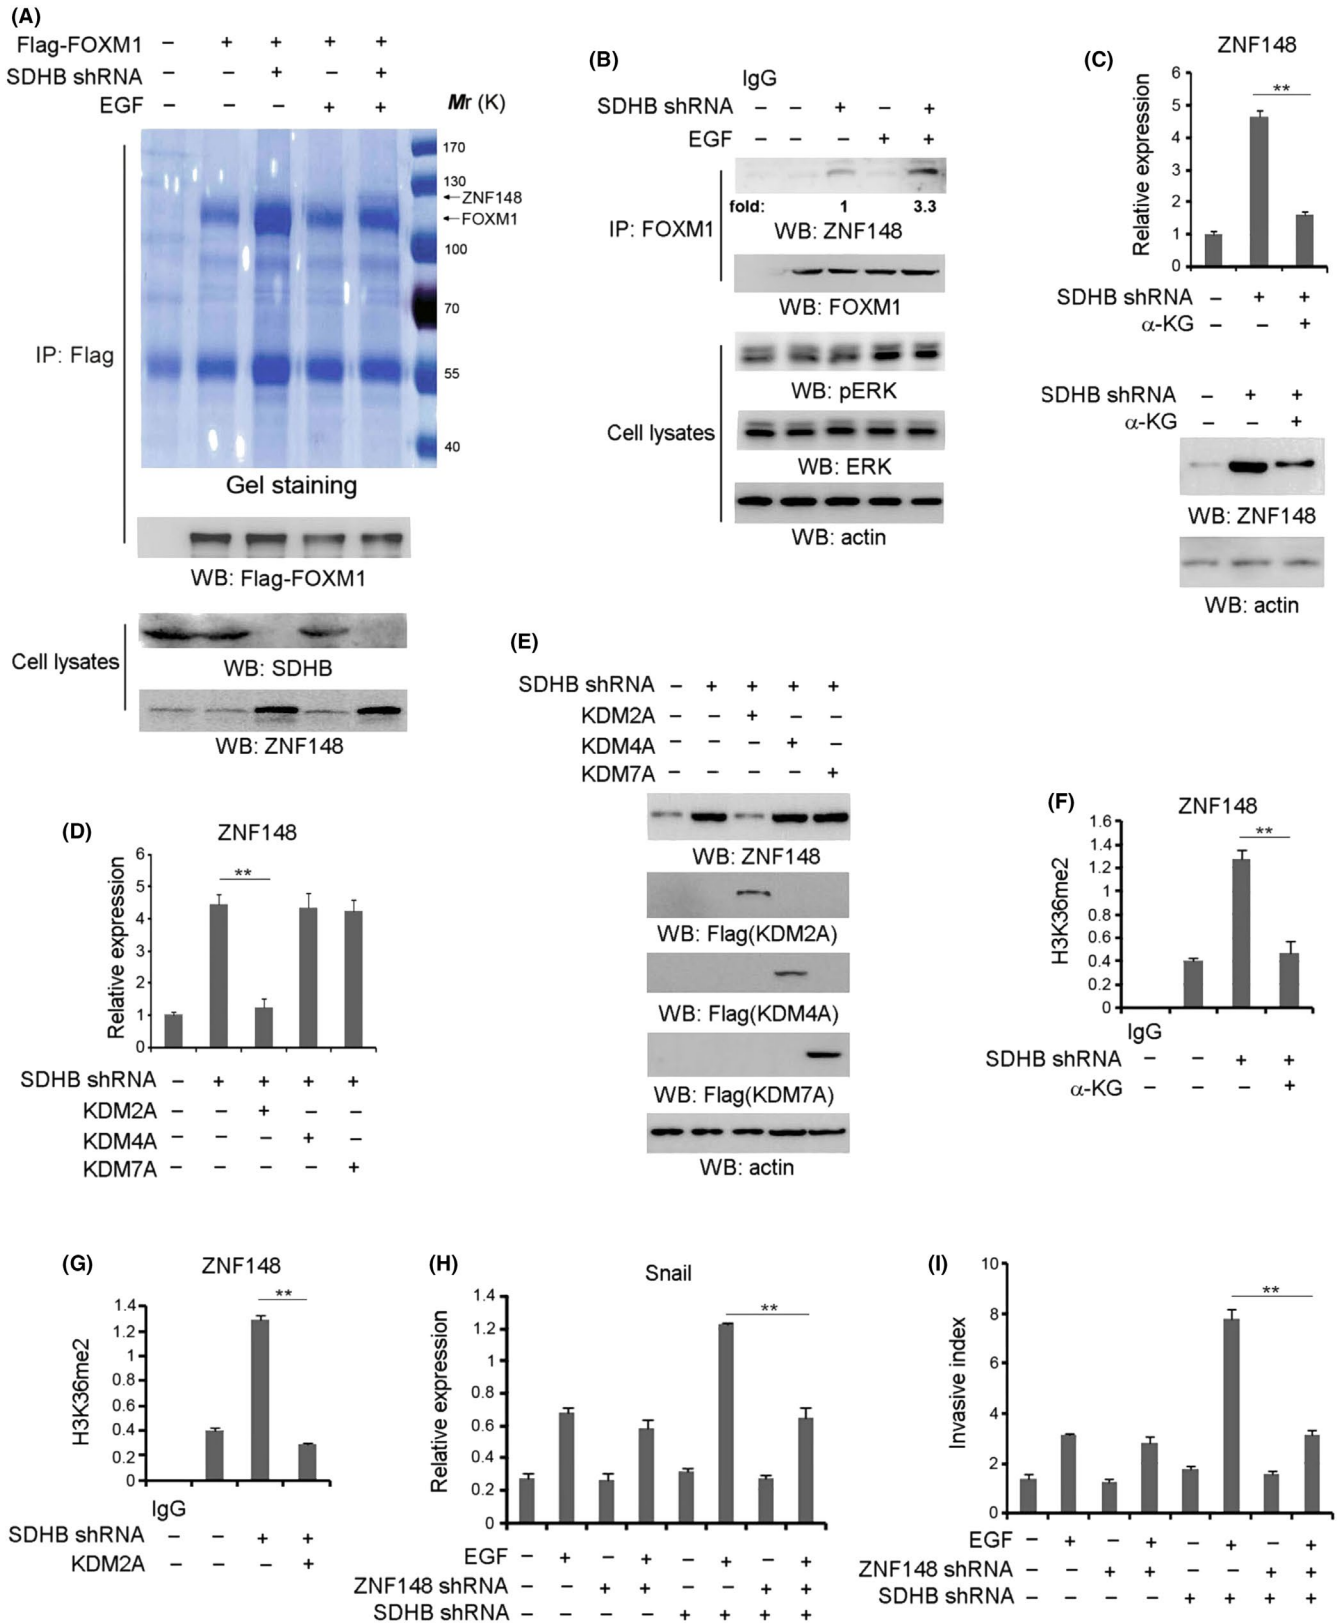 (A)
Flag-FOXM1 – + + + +
SDHB shRNA – – + – +
EGF – – – + +
Mr (K)
170
130
←ZNF148
←FOXM1
100
70
55
40
IP: Flag
Gel staining
WB: Flag-FOXM1
Cell lysates
WB: SDHB
WB: ZNF148
(B)
IgG
SDHB shRNA – – + – +
EGF – – – + +
IP: FOXM1
fold: 1 3.3
WB: ZNF148
WB: FOXM1
Cell lysates
WB: pERK
WB: ERK
WB: actin
(C)
ZNF148
Relative expression
6
5
4
3
2
1
0
**
SDHB shRNA – + +
α-KG – – +
SDHB shRNA – + +
α-KG – – +
WB: ZNF148
WB: actin
(D)
ZNF148
Relative expression
6
5
4
3
2
1
0
**
SDHB shRNA – + + + +
KDM2A – – + – –
KDM4A – – – + –
KDM7A – – – – +
(E)
SDHB shRNA – + + + +
KDM2A – – + – –
KDM4A – – – + –
KDM7A – – – – +
WB: ZNF148
WB: Flag(KDM2A)
WB: Flag(KDM4A)
WB: Flag(KDM7A)
WB: actin
(F)
ZNF148
H3K36me2
1.6
1.4
1.2
1
0.8
0.6
0.4
0.2
0
**
IgG
SDHB shRNA – – + +
α-KG – – – +
(G)
ZNF148
H3K36me2
1.4
1.2
1
0.8
0.6
0.4
0.2
0
**
IgG
SDHB shRNA – – + +
KDM2A – – – +
(H)
Snail
Relative expression
1.4
1.2
1
0.8
0.6
0.4
0.2
0
**
EGF – + – + – + – +
ZNF148 shRNA – – + + – – + +
SDHB shRNA – – – – + + + +
(I)
Invasive index
10
8
6
4
2
0
**
EGF – + – + – + – +
ZNF148 shRNA – – + + – – + +
SDHB shRNA – – – – + + + +